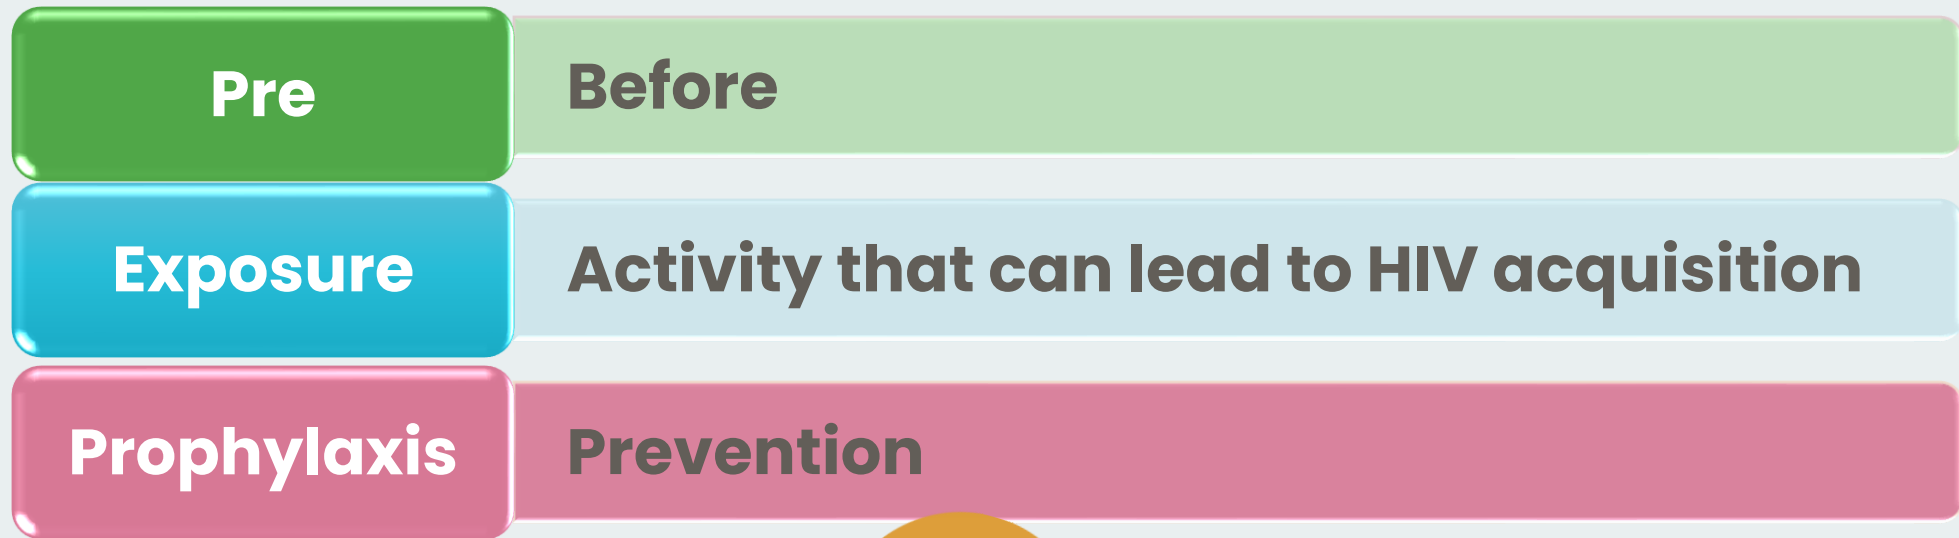 Pre
Before
Exposure
Activity that can lead to HIV acquisition
Prophylaxis
Prevention